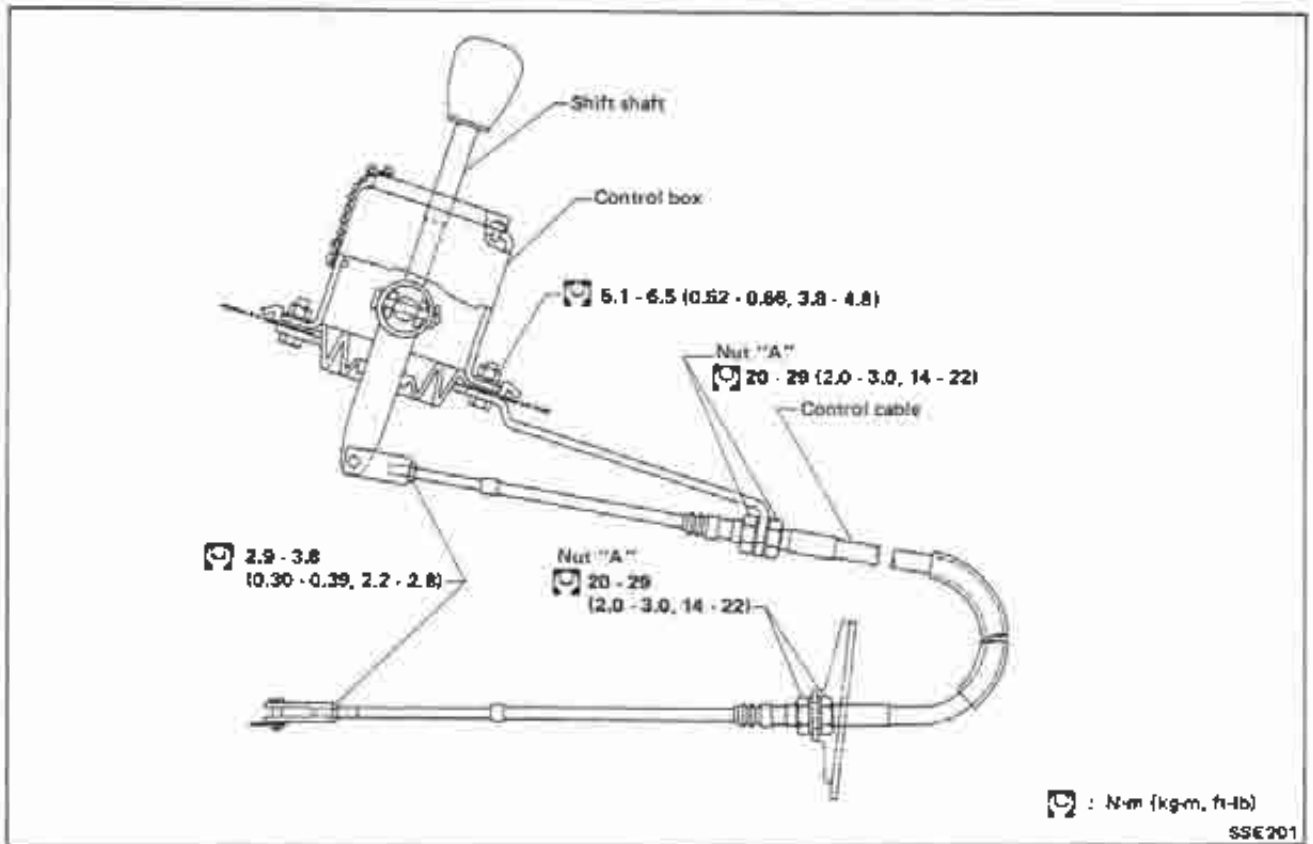 Shift shaft
Control box
5.1 - 6.5 (0.52 - 0.66, 3.8 - 4.8)
Nut "A"
20 - 29 (2.0 - 3.0, 14 - 22)
Control cable
2.9 - 3.8
(0.30 - 0.39, 2.2 - 2.8)
Nut "A"
20 - 29
(2.0 - 3.0, 14 - 22)
: N·m (kg-m, ft-lb)
SSE201